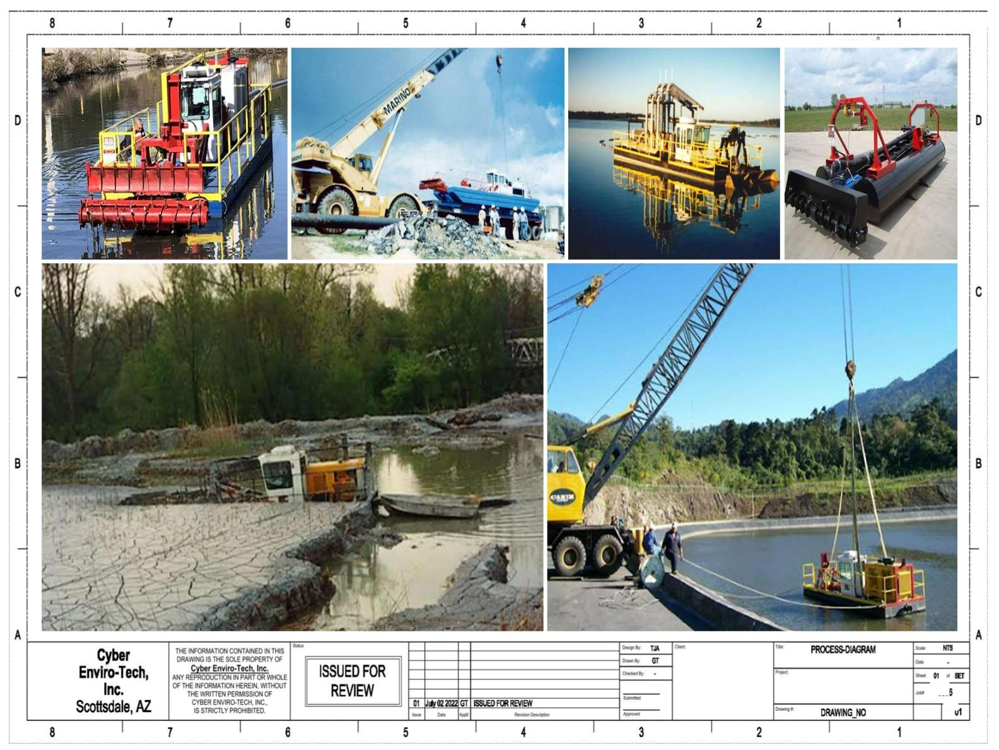 8 7 6 5 4 3 2 1
D
D
MARINO
GROVE
C
C
B
B
A
A
Cyber
Enviro-Tech,
Inc.
Scottsdale, AZ
THE INFORMATION CONTAINED IN THIS
DRAWING IS THE SOLE PROPERTY OF
Cyber Enviro-Tech, Inc.
ANY REPRODUCTION IN PART OR WHOLE
OF THE INFORMATION HEREIN, WITHOUT
THE WRITTEN PERMISSION OF
CYBER ENVIRO-TECH, INC.,
IS STRICTLY PROHIBITED.
Status
ISSUED FOR
REVIEW
01 July 02 2022 GT ISSUED FOR REVIEW
Issue Date Appld Revision Description
Design By: TJA
Drawn By: GT
Checked By: -
Submitted
Approved
Client:
Title: PROCESS-DIAGRAM
Project:
Drawing #: DRAWING_NO
Scale NTS
Date -
Sheet 01 of SET
Job# 6
01
8 7 6 5 4 3 2 1